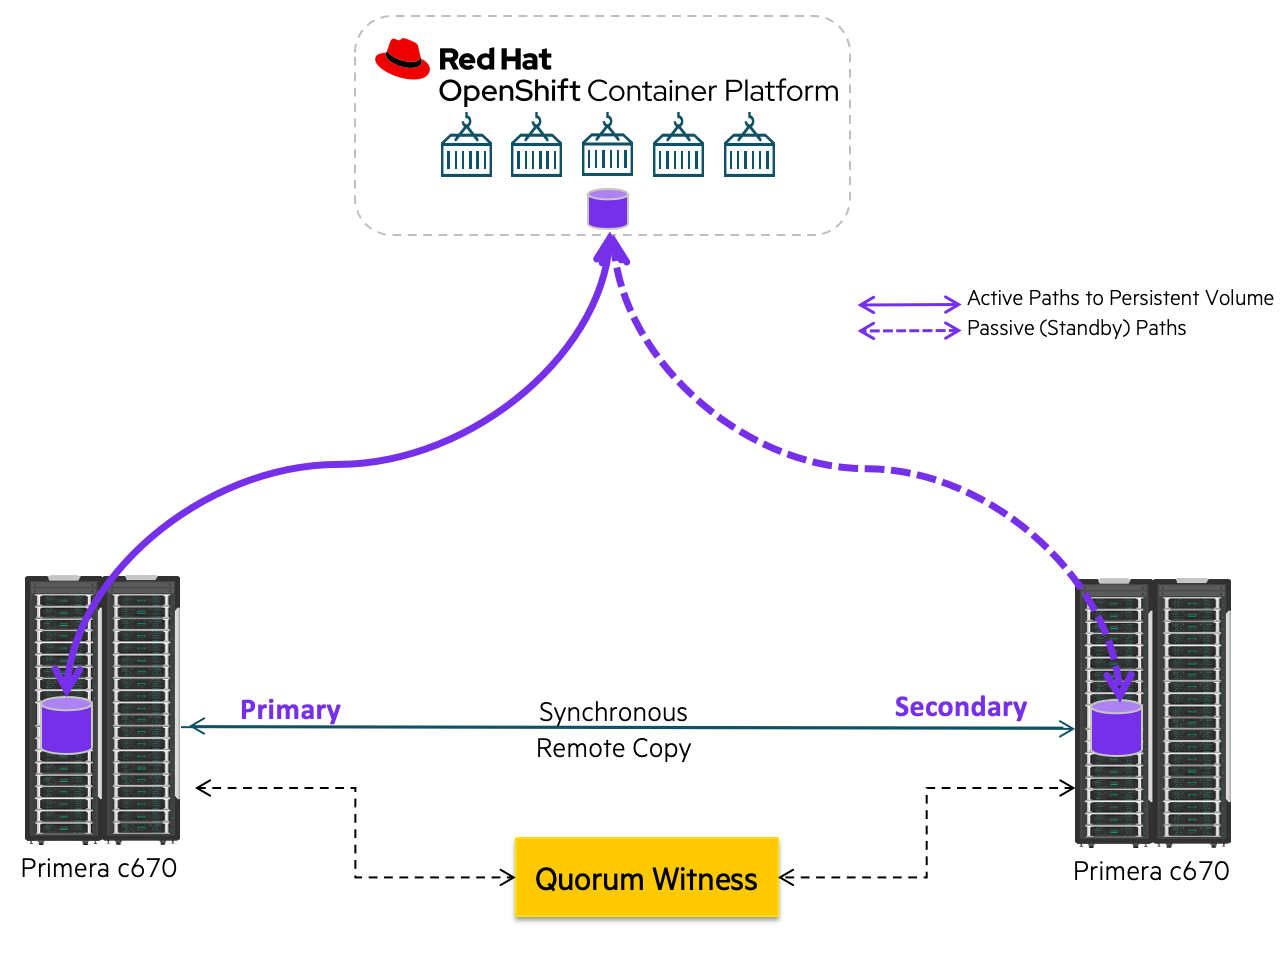 Red Hat
OpenShift Container Platform
Active Paths to Persistent Volume
Passive (Standby) Paths
Primary
Synchronous
Remote Copy
Secondary
Primera c670
Quorum Witness
Primera c670